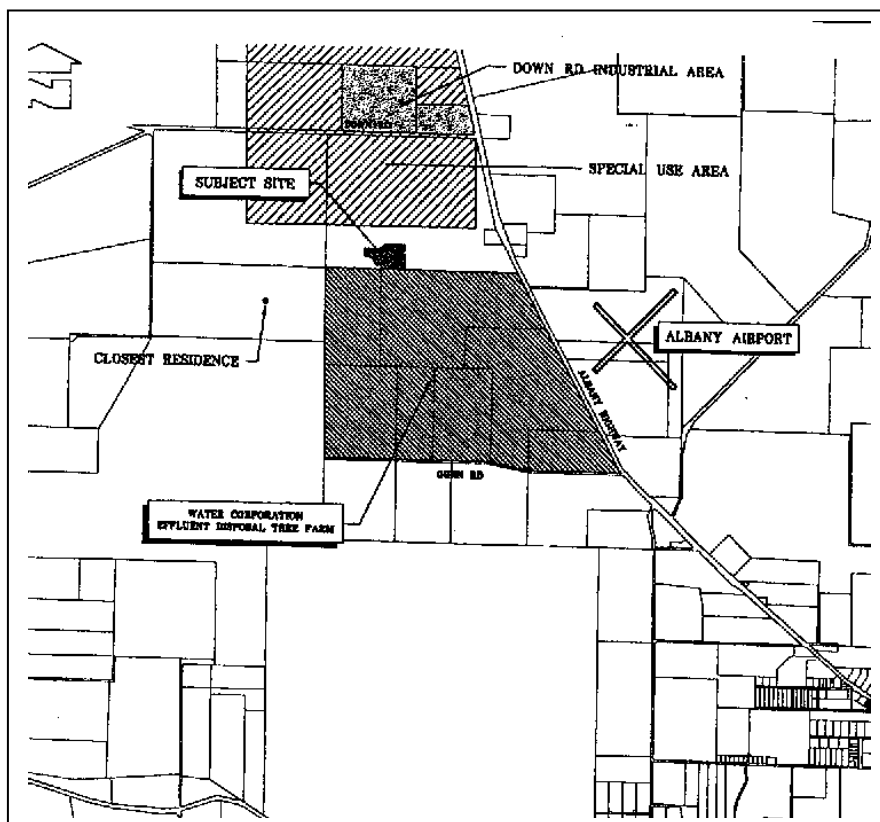 DOWN RD INDUSTRIAL AREA
SPECIAL USE AREA
SUBJECT SITE
ALBANY AIRPORT
CLOSEST RESIDENCE
ALBANY HIGHWAY
RD
WATER CORPORATION
EFFLUENT DISPOSAL TREE FARM